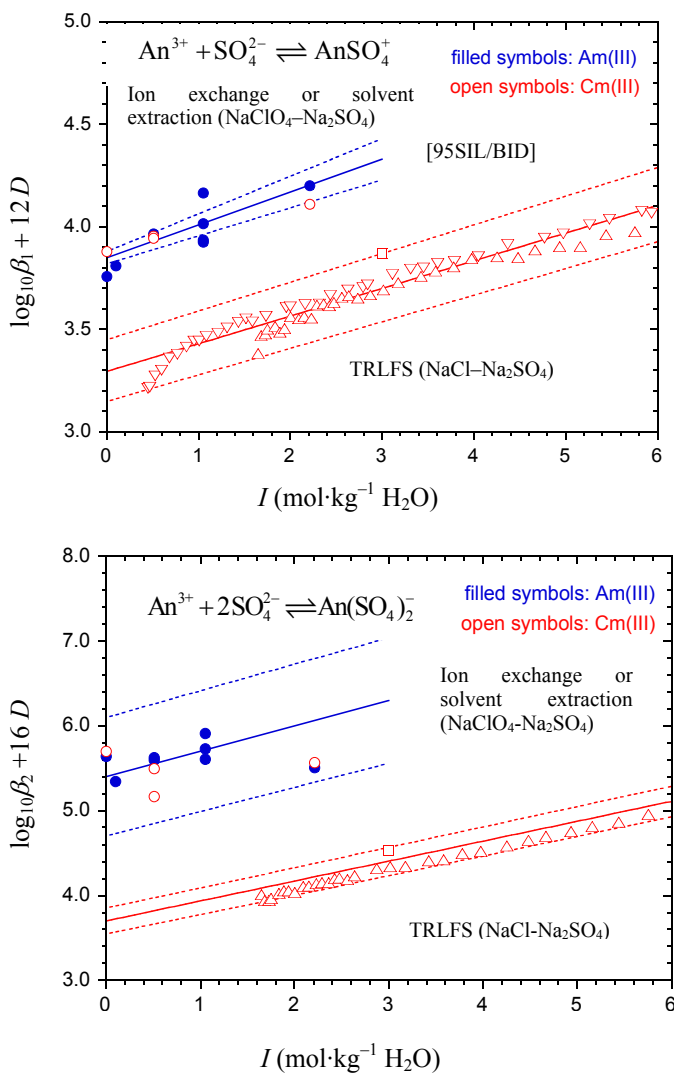 An³⁺ + SO₄²⁻ ⇌ AnSO₄⁺
filled symbols: Am(III)
open symbols: Cm(III)
Ion exchange or solvent
extraction (NaClO₄–Na₂SO₄)
[95SIL/BID]
TRLFS (NaCl–Na₂SO₄)
log₁₀β₁ + 12 D
5.0
4.5
4.0
3.5
3.0
0 1 2 3 4 5 6
I (mol·kg⁻¹ H₂O)
An³⁺ + 2SO₄²⁻ ⇌ An(SO₄)₂⁻
filled symbols: Am(III)
open symbols: Cm(III)
Ion exchange or
solvent extraction
(NaClO₄-Na₂SO₄)
TRLFS (NaCl-Na₂SO₄)
log₁₀β₂ +16 D
8.0
7.0
6.0
5.0
4.0
3.0
0 1 2 3 4 5 6
I (mol·kg⁻¹ H₂O)